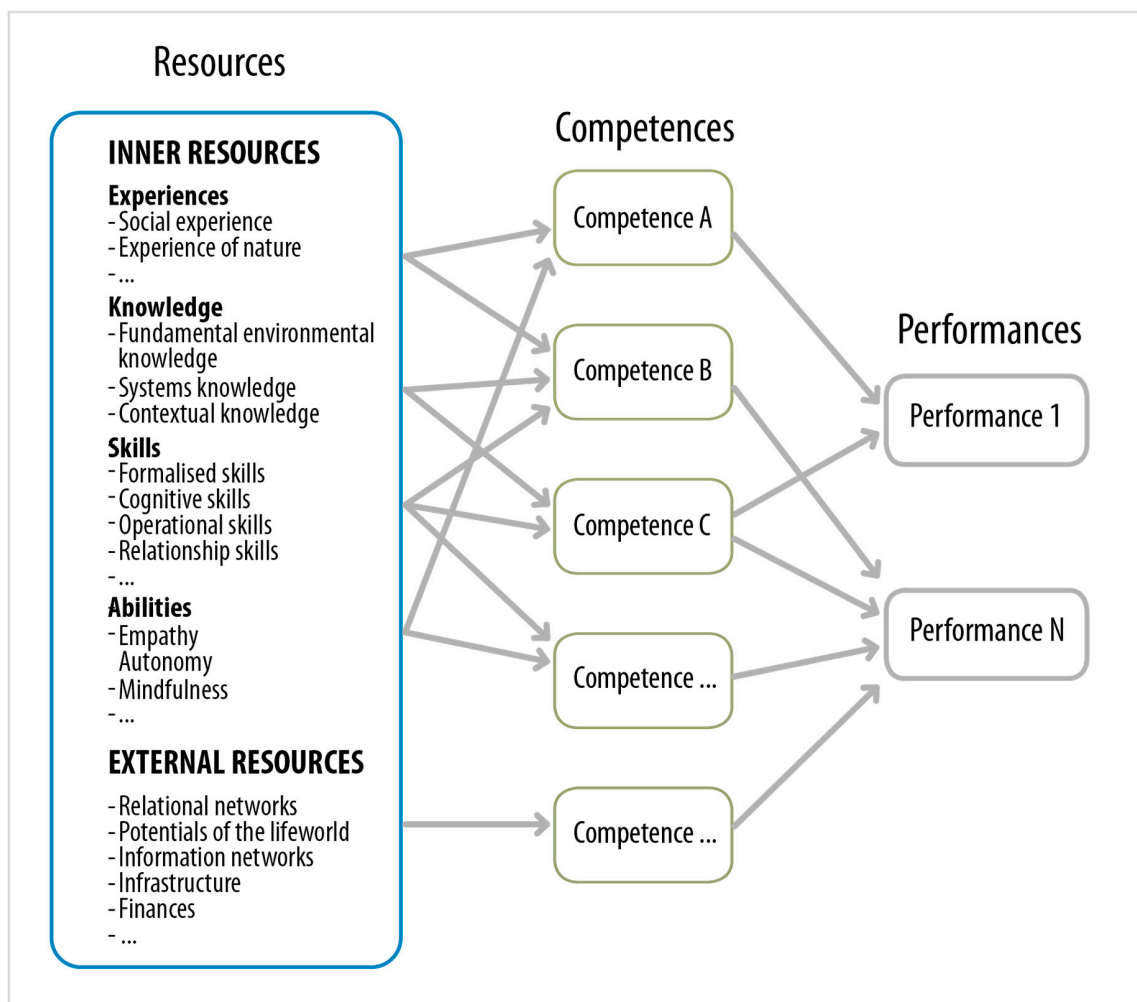 Resources
INNER RESOURCES
Experiences
- Social experience
- Experience of nature
- ...
Knowledge
- Fundamental environmental
knowledge
- Systems knowledge
- Contextual knowledge
Skills
- Formalised skills
- Cognitive skills
- Operational skills
- Relationship skills
- ...
Abilities
- Empathy
Autonomy
- Mindfulness
- ...
EXTERNAL RESOURCES
- Relational networks
- Potentials of the lifeworld
- Information networks
- Infrastructure
- Finances
- ...
Competences
Competence A
Competence B
Competence C
Competence ...
Competence ...
Performances
Performance 1
Performance N